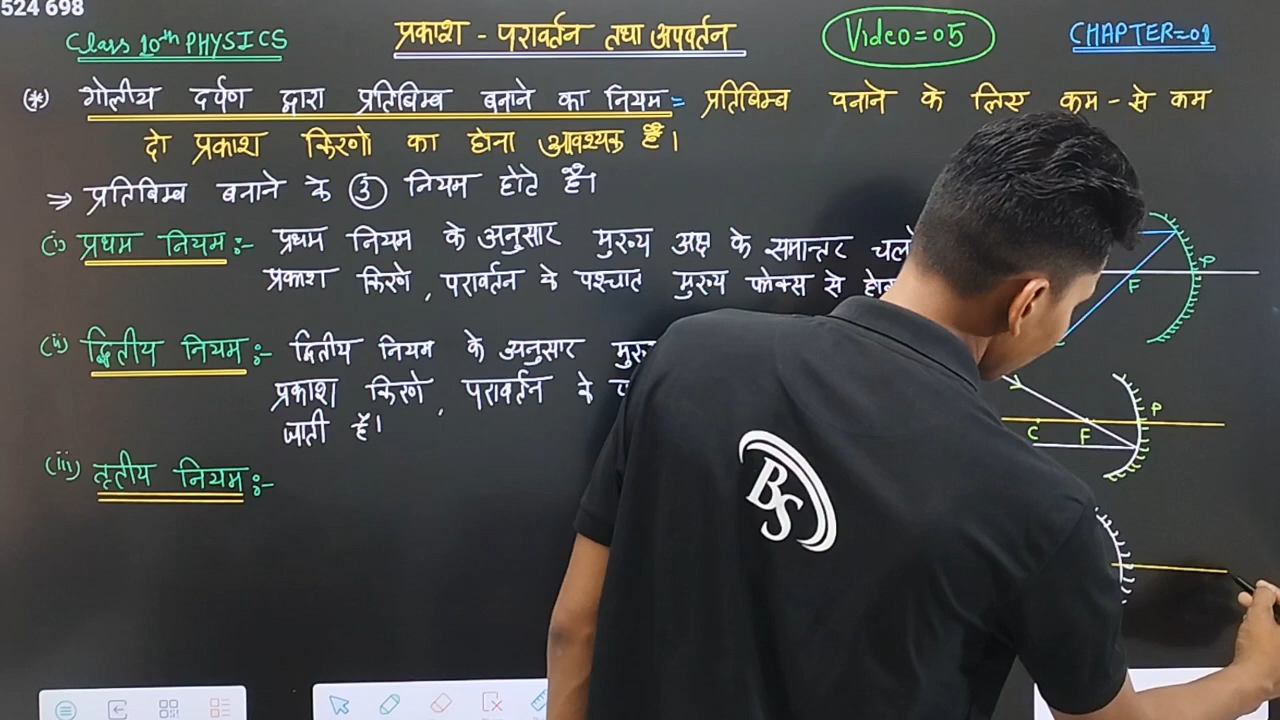 524 698
Class 10th PHYSICS
प्रकाश - परावर्तन तथा अपवर्तन
Video=05
CHAPTER=01
(*) गोलीय दर्पण द्वारा प्रतिबिम्ब बनाने का नियम= प्रतिबिम्ब बनाने के लिए कम-से कम
दो प्रकाश किरणो का होना आवश्यक है।
⇒ प्रतिबिम्ब बनाने के ③ नियम होते है।
(i) प्रथम नियम:- प्रथम नियम के अनुसार मुख्य अक्ष के समान्तर
प्रकाश किरणे, परावर्तन के पश्चात मुख्य फोकस से
(ii) द्वितीय नियम:- द्वितीय नियम के अनुसार
प्रकाश किरणे, परावर्तन के
जाती है।
(iii) तृतीय नियम:-
P
F
P
C F
BS